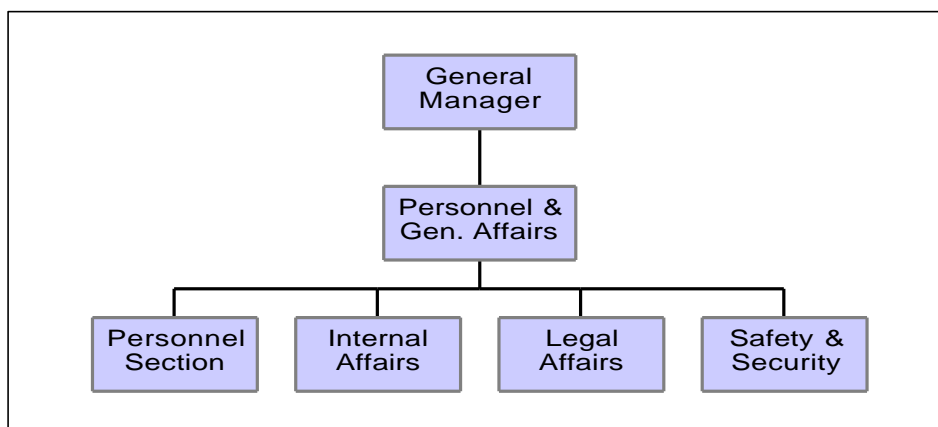 General
Manager
Personnel &
Gen. Affairs
Personnel
Section
Internal
Affairs
Legal
Affairs
Safety &
Security